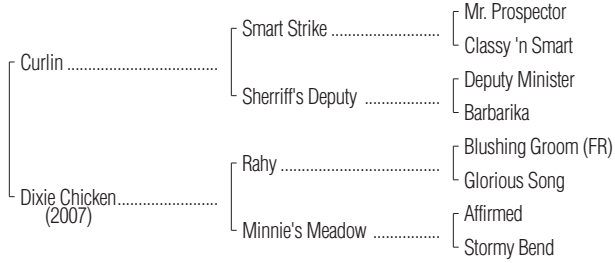 Mr. Prospector
Smart Strike ........................
Classy 'n Smart
Curlin .................................
Deputy Minister
Sherriff's Deputy ................
Barbarika
Blushing Groom (FR)
Rahy ...................................
Glorious Song
Dixie Chicken......................
(2007)
Affirmed
Minnie's Meadow ..............
Stormy Bend